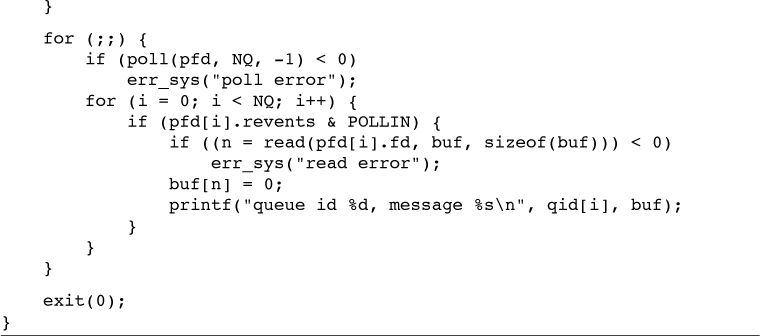 }
    for (;;) {
        if (poll(pfd, NQ, -1) < 0)
            err_sys("poll error");
        for (i = 0; i < NQ; i++) {
            if (pfd[i].revents & POLLIN) {
                if ((n = read(pfd[i].fd, buf, sizeof(buf))) < 0)
                    err_sys("read error");
                buf[n] = 0;
                printf("queue id %d, message %s\n", qid[i], buf);
            }
        }
    }
    exit(0);
}